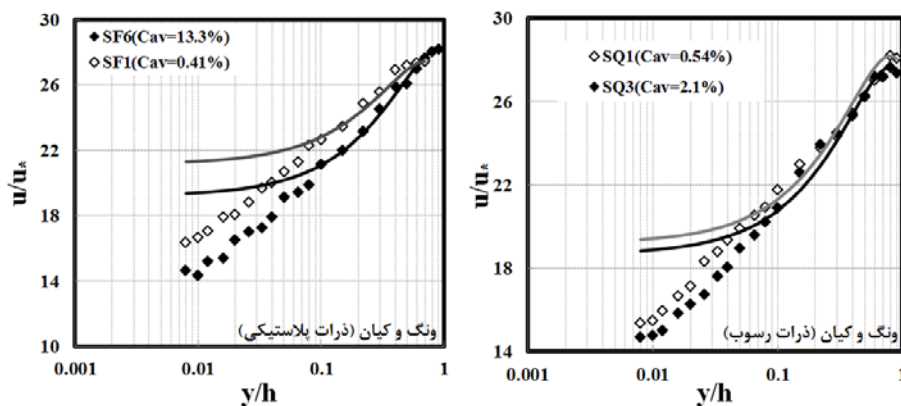 30
26
22
18
14
10
u/u*
SF6(Cav=13.3%)
SF1(Cav=0.41%)
ونگ و کیان (ذرات پلاستیکی)
0.001
0.01
0.1
1
y/h
30
26
22
18
14
u/u*
SQ1(Cav=0.54%)
SQ3(Cav=2.1%)
ونگ و کیان (ذرات رسوب)
0.001
0.01
0.1
1
y/h